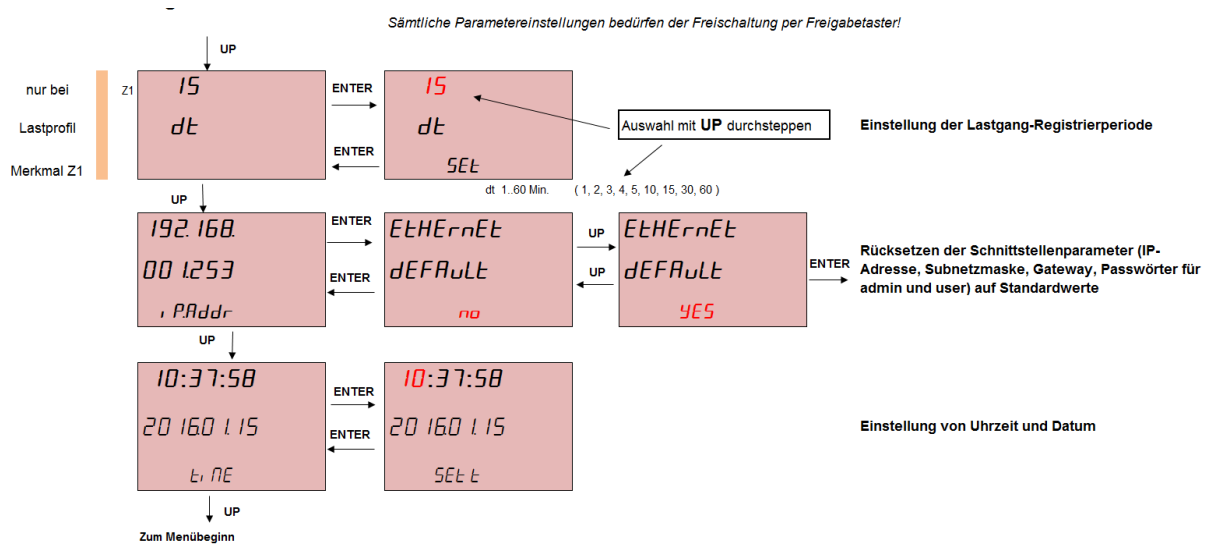 Sämtliche Parametereinstellungen bedürfen der Freischaltung per Freigabetaster!
UP
nur bei
Lastprofil
Merkmal Z1
Z1
15
dt
ENTER
ENTER
15
dt
SEt
Auswahl mit UP durchsteppen
dt 1..60 Min. ( 1, 2, 3, 4, 5, 10, 15, 30, 60 )
Einstellung der Lastgang-Registrierperiode
UP
192.168.
001.253
iP.Addr
ENTER
ENTER
EtHErnEt
dEFAuLt
no
UP
UP
EtHErnEt
dEFAuLt
YES
ENTER
Rücksetzen der Schnittstellenparameter (IP-
Adresse, Subnetzmaske, Gateway, Passwörter für
admin und user) auf Standardwerte
UP
10:37:58
2016.01.15
tiME
ENTER
ENTER
10:37:58
2016.01.15
SEt t
Einstellung von Uhrzeit und Datum
UP
Zum Menübeginn